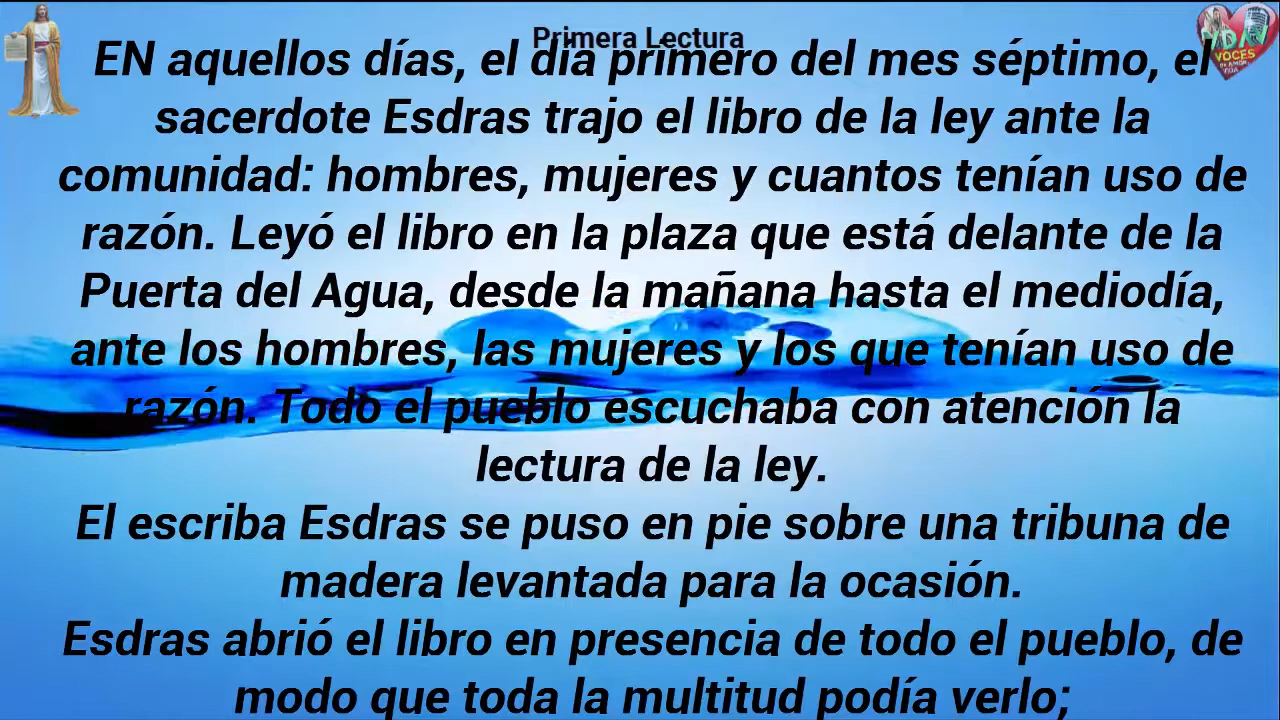 Primera Lectura
EN aquellos días, el día primero del mes séptimo, el
sacerdote Esdras trajo el libro de la ley ante la
comunidad: hombres, mujeres y cuantos tenían uso de
razón. Leyó el libro en la plaza que está delante de la
Puerta del Agua, desde la mañana hasta el mediodía,
ante los hombres, las mujeres y los que tenían uso de
razón. Todo el pueblo escuchaba con atención la
lectura de la ley.
El escriba Esdras se puso en pie sobre una tribuna de
madera levantada para la ocasión.
Esdras abrió el libro en presencia de todo el pueblo, de
modo que toda la multitud podía verlo;
VOCES